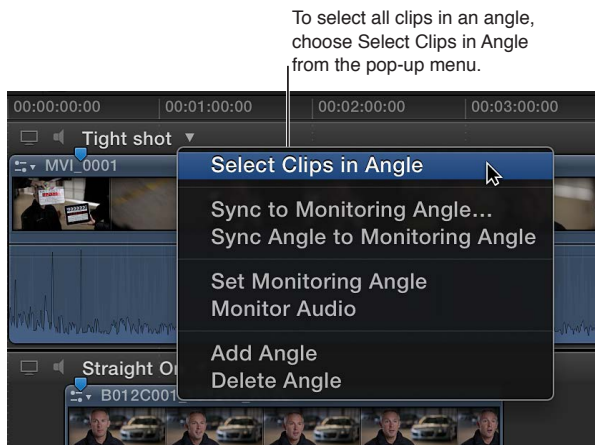 To select all clips in an angle,
choose Select Clips in Angle
from the pop-up menu.
00:00:00:00 00:01:00:00 00:02:00:00 00:03:00:00
Tight shot
MVI_0001
Select Clips in Angle
Sync to Monitoring Angle...
Sync Angle to Monitoring Angle
Set Monitoring Angle
Monitor Audio
Add Angle
Delete Angle
Straight
B012C001